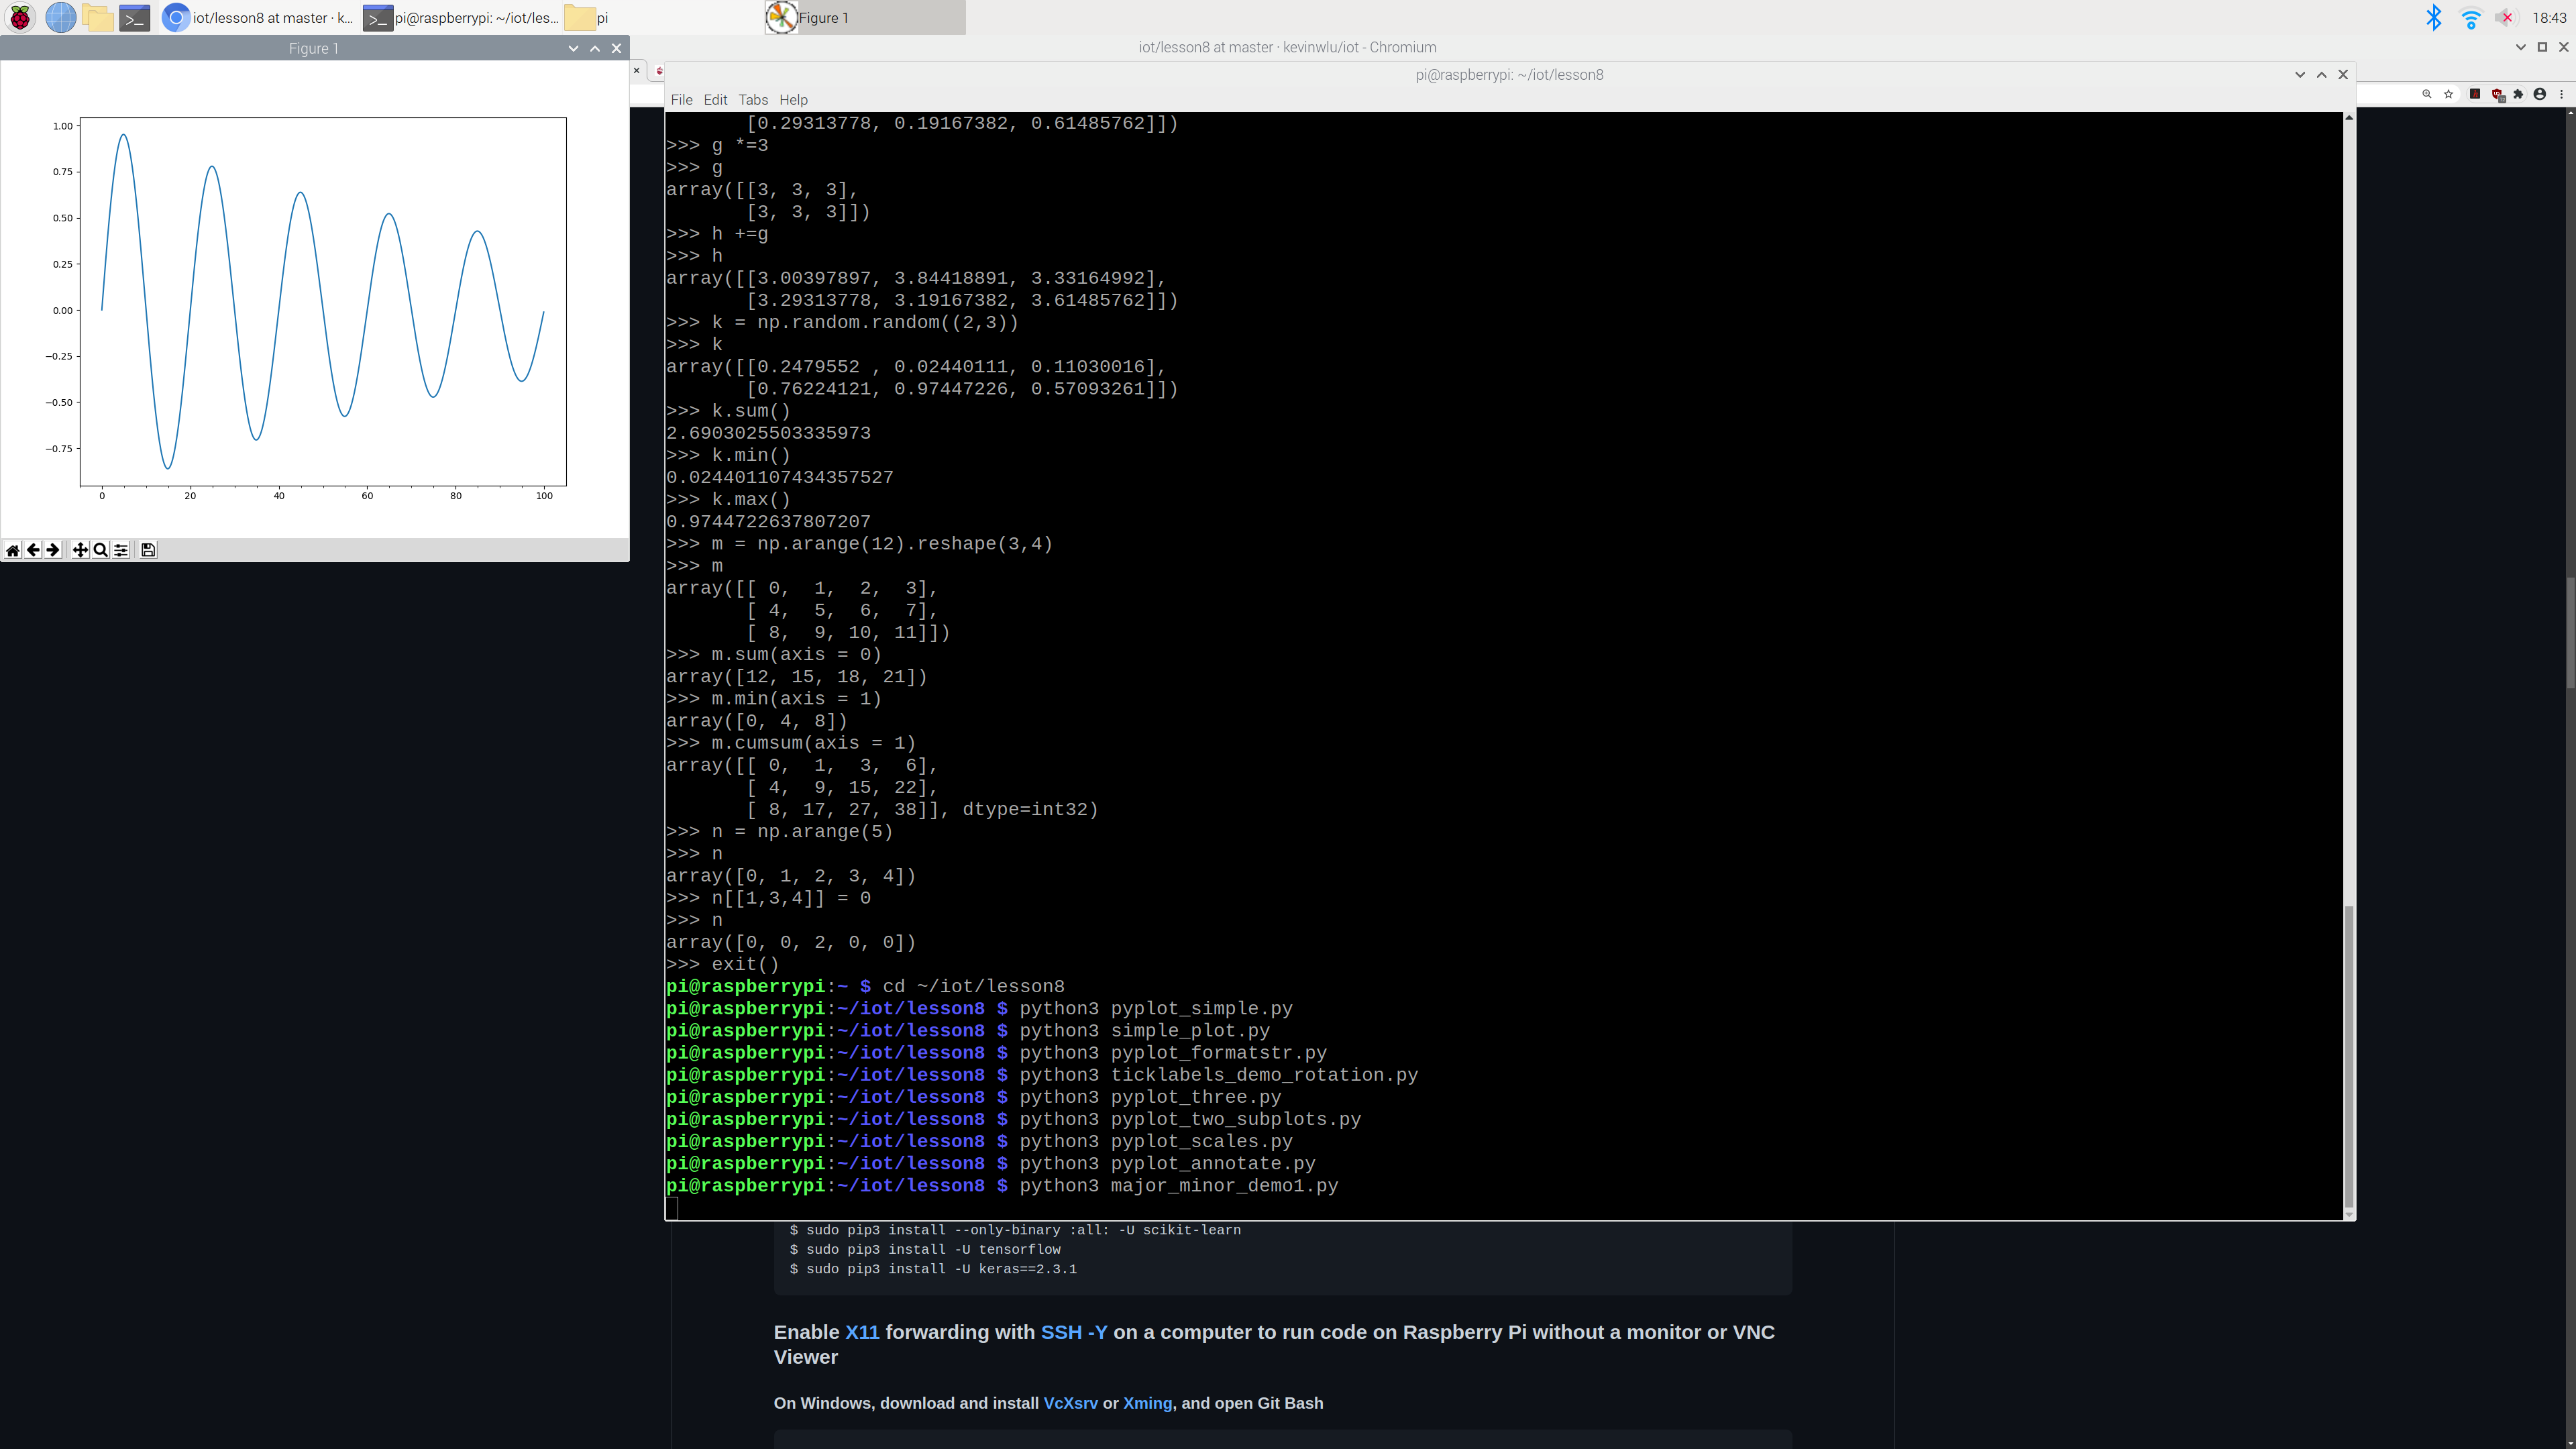 iot/lesson8 at master · k...
pi@raspberrypi: ~/iot/les...
pi
Figure 1
18:43
Figure 1
iot/lesson8 at master · kevinwlu/iot - Chromium
1.00
0.75
0.50
0.25
0.00
−0.25
−0.50
−0.75
0 20 40 60 80 100
pi@raspberrypi: ~/iot/lesson8
File Edit Tabs Help
       [0.29313778, 0.19167382, 0.61485762]])
>>> g *=3
>>> g
array([[3, 3, 3],
       [3, 3, 3]])
>>> h +=g
>>> h
array([[3.00397897, 3.84418891, 3.33164992],
       [3.29313778, 3.19167382, 3.61485762]])
>>> k = np.random.random((2,3))
>>> k
array([[0.2479552 , 0.02440111, 0.11030016],
       [0.76224121, 0.97447226, 0.57093261]])
>>> k.sum()
2.6903025503335973
>>> k.min()
0.024401107434357527
>>> k.max()
0.9744722637807207
>>> m = np.arange(12).reshape(3,4)
>>> m
array([[ 0,  1,  2,  3],
       [ 4,  5,  6,  7],
       [ 8,  9, 10, 11]])
>>> m.sum(axis = 0)
array([12, 15, 18, 21])
>>> m.min(axis = 1)
array([0, 4, 8])
>>> m.cumsum(axis = 1)
array([[ 0,  1,  3,  6],
       [ 4,  9, 15, 22],
       [ 8, 17, 27, 38]], dtype=int32)
>>> n = np.arange(5)
>>> n
array([0, 1, 2, 3, 4])
>>> n[[1,3,4]] = 0
>>> n
array([0, 0, 2, 0, 0])
>>> exit()
pi@raspberrypi:~ $ cd ~/iot/lesson8
pi@raspberrypi:~/iot/lesson8 $ python3 pyplot_simple.py
pi@raspberrypi:~/iot/lesson8 $ python3 simple_plot.py
pi@raspberrypi:~/iot/lesson8 $ python3 pyplot_formatstr.py
pi@raspberrypi:~/iot/lesson8 $ python3 ticklabels_demo_rotation.py
pi@raspberrypi:~/iot/lesson8 $ python3 pyplot_three.py
pi@raspberrypi:~/iot/lesson8 $ python3 pyplot_two_subplots.py
pi@raspberrypi:~/iot/lesson8 $ python3 pyplot_scales.py
pi@raspberrypi:~/iot/lesson8 $ python3 pyplot_annotate.py
pi@raspberrypi:~/iot/lesson8 $ python3 major_minor_demo1.py
$ sudo pip3 install --only-binary :all: -U scikit-learn
$ sudo pip3 install -U tensorflow
$ sudo pip3 install -U keras==2.3.1
Enable X11 forwarding with SSH -Y on a computer to run code on Raspberry Pi without a monitor or VNC
Viewer
On Windows, download and install VcXsrv or Xming, and open Git Bash